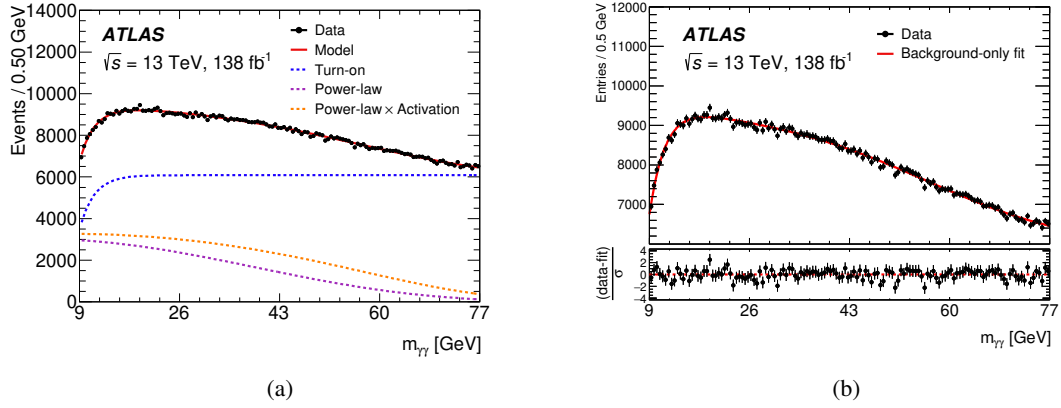 Events / 0.50 GeV
14000
12000
10000
8000
6000
4000
2000
0
ATLAS
√s = 13 TeV, 138 fb-1
Data
Model
Turn-on
Power-law
Power-law × Activation
9 26 43 60 77
mγγ [GeV]
(a)
Entries / 0.5 GeV
12000
11000
10000
9000
8000
7000
ATLAS
√s = 13 TeV, 138 fb-1
Data
Background-only fit
(data-fit)
σ
4
2
0
−2
−4
9 26 43 60 77
mγγ [GeV]
(b)